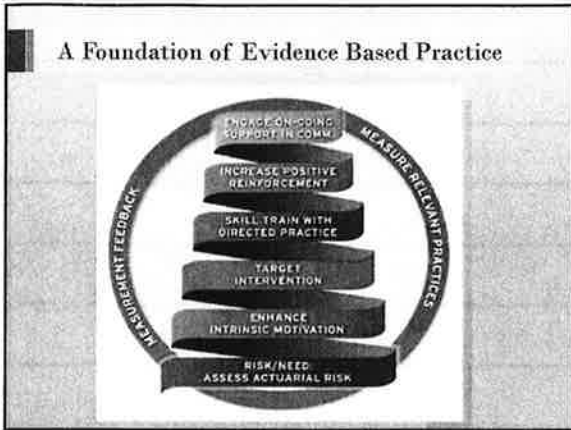 A Foundation of Evidence Based Practice
ENGAGE ON-GOING
SUPPORT IN COMM.
INCREASE POSITIVE
REINFORCEMENT
SKILL TRAIN WITH
DIRECTED PRACTICE
TARGET
INTERVENTION
ENHANCE
INTRINSIC MOTIVATION
RISK/NEED:
ASSESS ACTUARIAL RISK
MEASUREMENT FEEDBACK
MEASURE RELEVANT PRACTICES